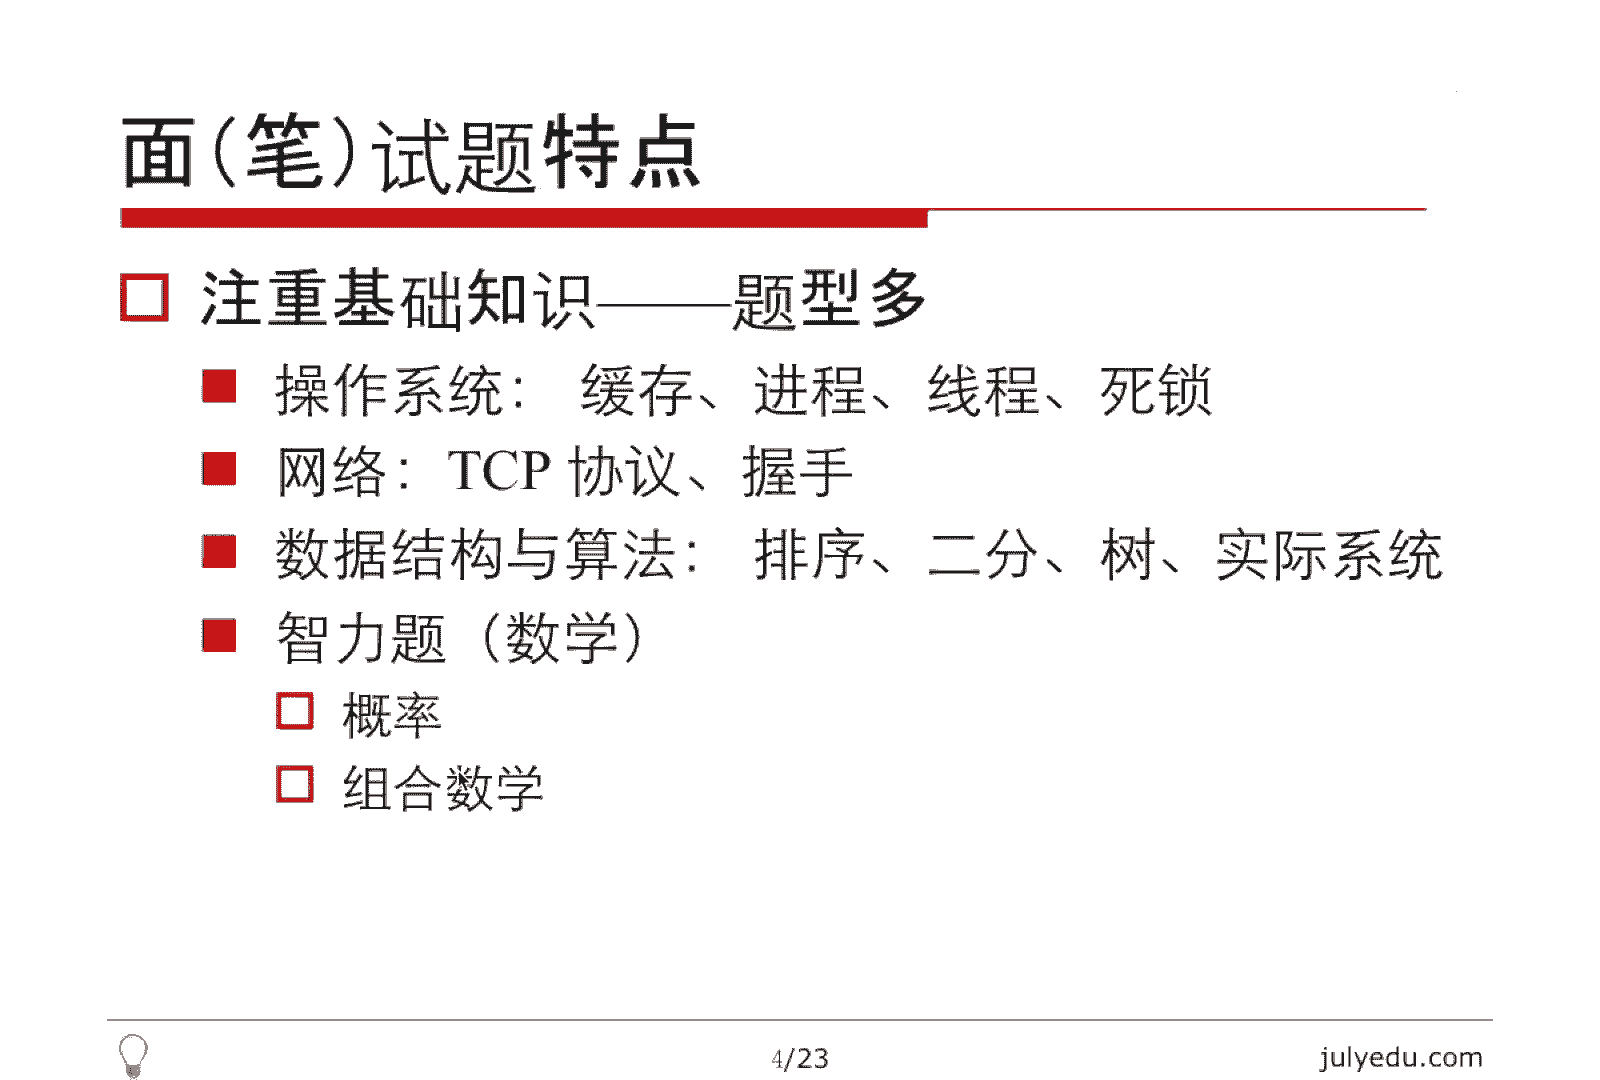 面(笔)试题特点
注重基础知识——题型多
操作系统： 缓存、进程、线程、死锁
网络：TCP 协议、握手
数据结构与算法： 排序、二分、树、实际系统
智力题（数学）
概率
组合数学
4/23
julyedu.com